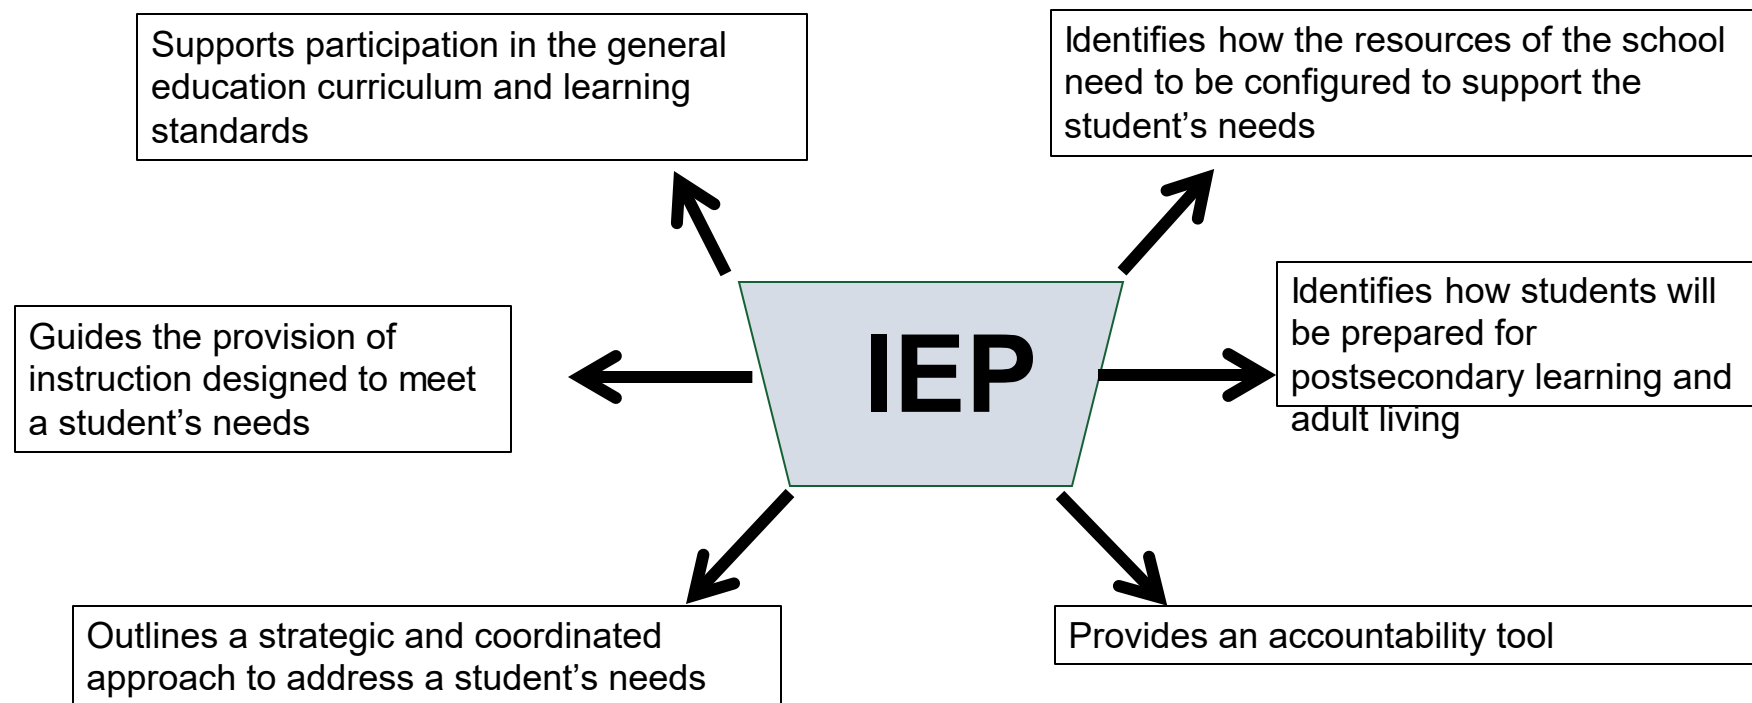 Supports participation in the general
education curriculum and learning
standards
Identifies how the resources of the school
need to be configured to support the
student’s needs
Guides the provision of
instruction designed to meet
a student’s needs
IEP
Identifies how students will
be prepared for
postsecondary learning and
adult living
Outlines a strategic and coordinated
approach to address a student’s needs
Provides an accountability tool